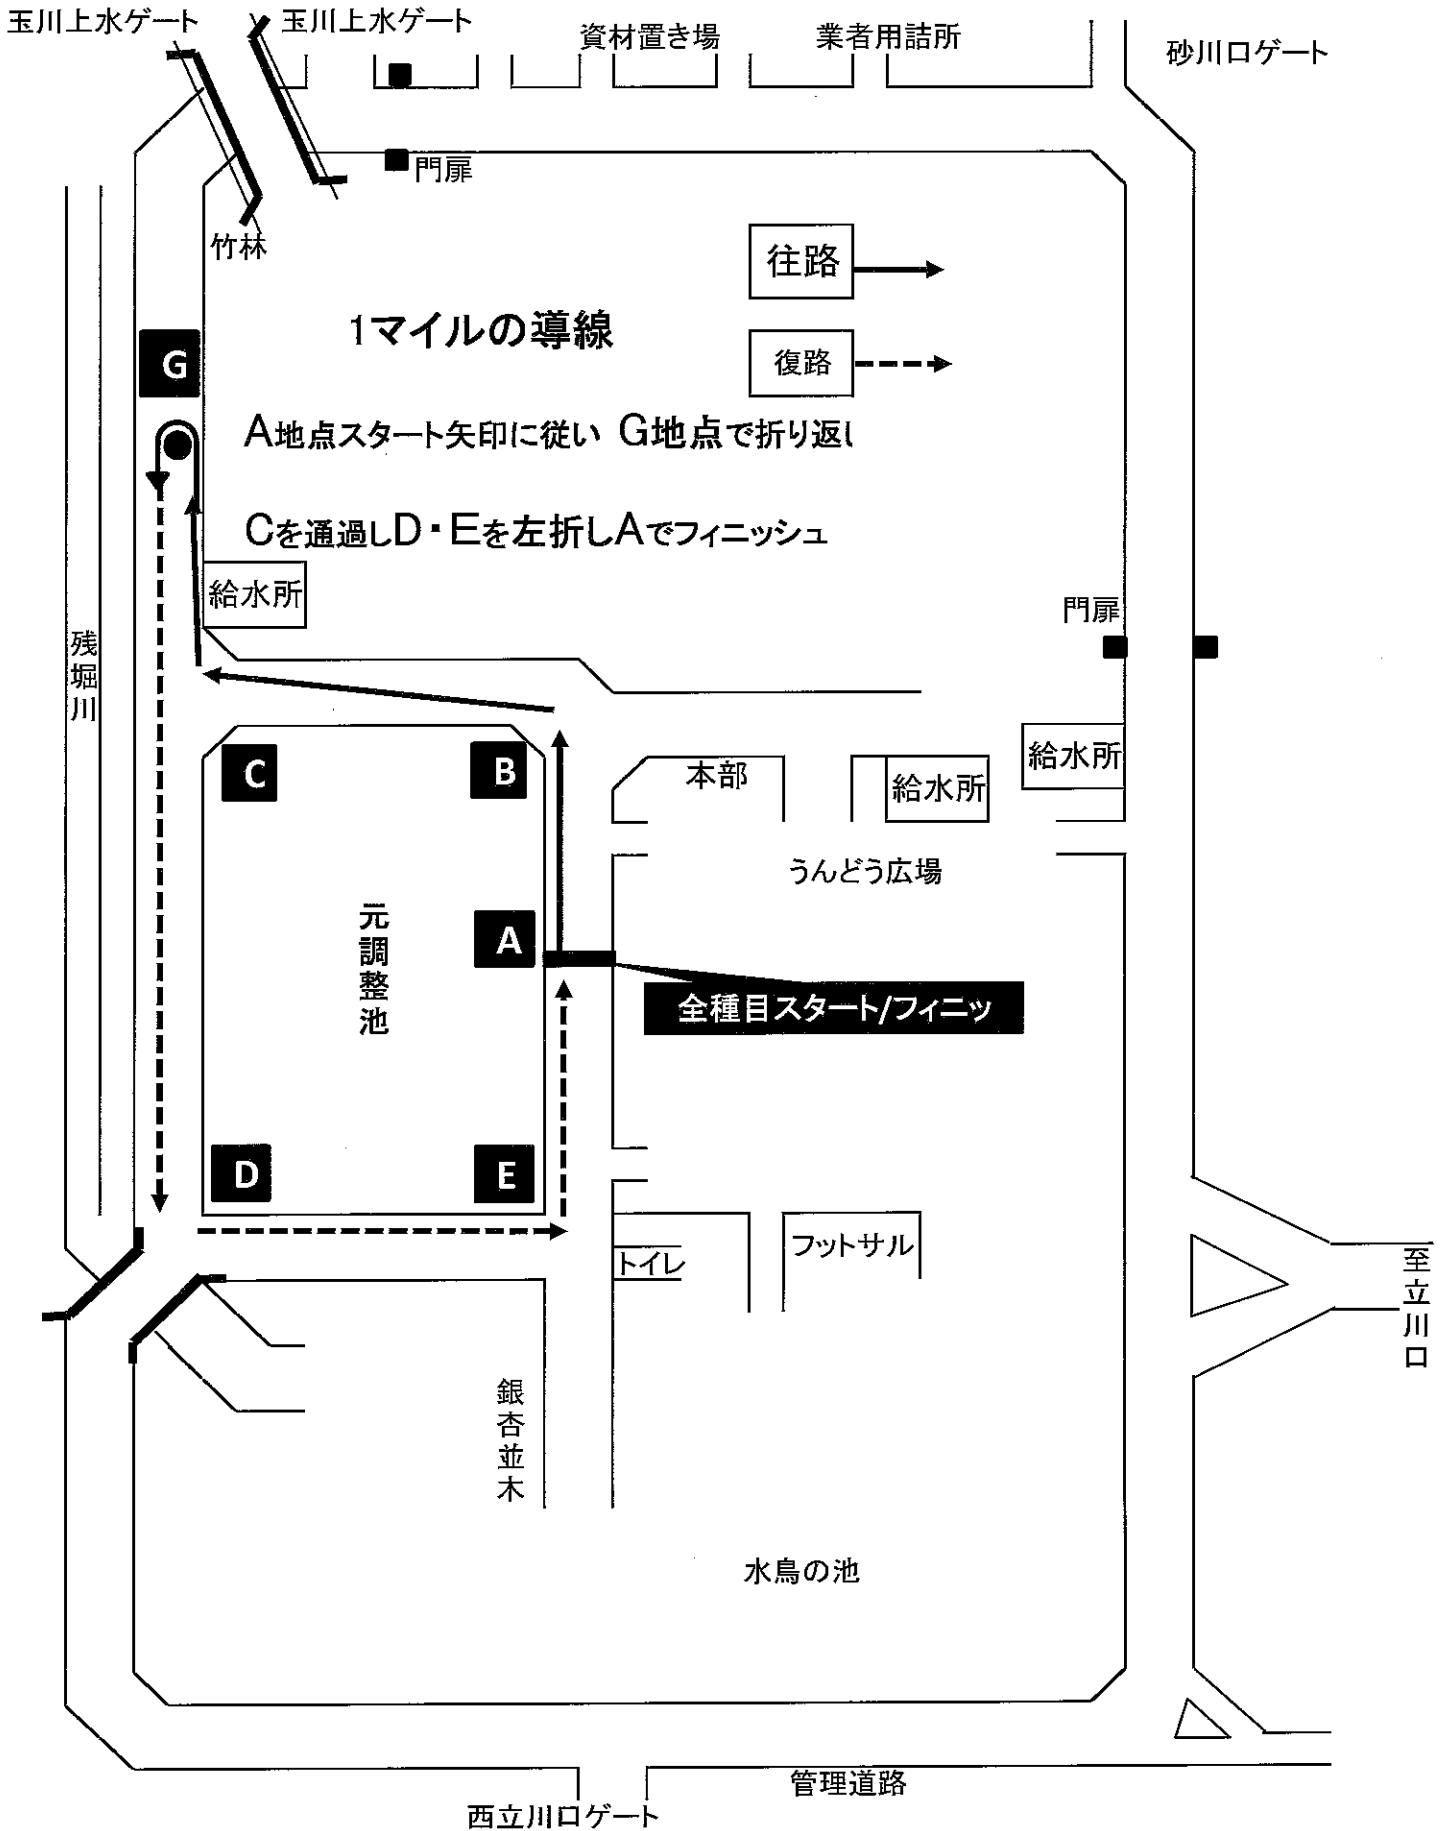 玉川上水ゲート
玉川上水ゲート
資材置き場
業者用詰所
砂川口ゲート
門扉
竹林
往路
1マイルの導線
復路
G
A地点スタート矢印に従い G地点で折り返し
Cを通過しD・Eを左折しAでフィニッシュ
給水所
門扉
残堀川
C
B
本部
給水所
給水所
うんどう広場
元調整池
A
全種目スタート/フィニッ
D
E
トイレ
フットサル
至立川口
銀杏並木
水鳥の池
管理道路
西立川口ゲート